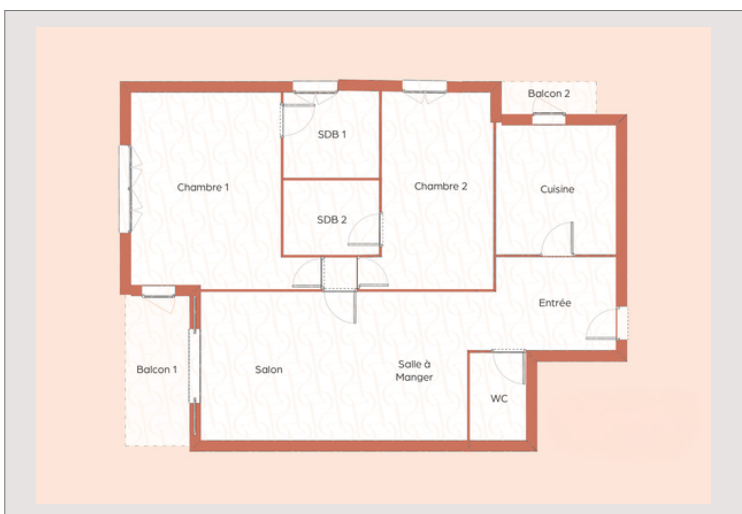 Balcon 2
SDB 1
Chambre 1
Chambre 2
Cuisine
SDB 2
Entrée
Balcon 1
Salon
Salle à
Manger
WC